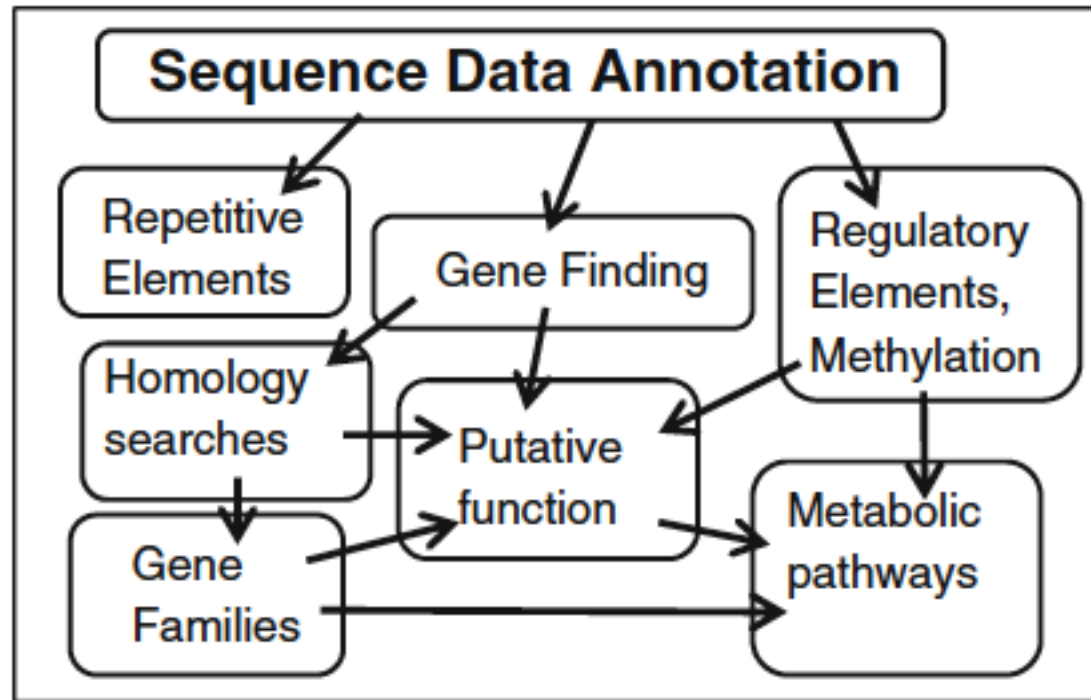 Sequence Data Annotation
Repetitive
Elements
Gene Finding
Regulatory
Elements,
Methylation
Homology
searches
Putative
function
Gene
Families
Metabolic
pathways